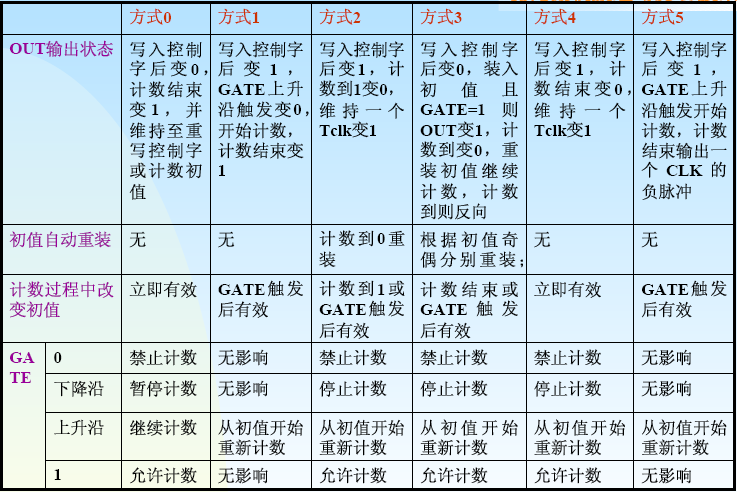 方式0 方式1 方式2 方式3 方式4 方式5
OUT输出状态
写入控制
字后变0，
计数结束
变1，并
维持至重
写控制字
或计数初
值
写入控制字
后变1，
GATE上升
沿触发变0，
开始计数，
计数结束变
1
写入控制字
后变1，计
数到1变0，
维持一个
Tclk变1
写入控制字
后变0，装入
初值且
GATE=1则
OUT变1，计
数到变0，重
装初值继续
计数，计数
到则反向
写入控制字
后变1，计
数结束变0，
维持一个
Tclk变1
写入控制字
后变1，
GATE上升
沿触发开始
计数，计数
结束输出一
个CLK的
负脉冲
初值自动重装
无
无
计数到0重
装
根据初值奇
偶分别重装；
无
无
计数过程中改
变初值
立即有效
GATE触发
后有效
计数到1或
GATE触发
后有效
计数结束或
GATE触发
后有效
立即有效
GATE触发
后有效
GA
TE
0 禁止计数 无影响 禁止计数 禁止计数 禁止计数 无影响
下降沿 暂停计数 无影响 停止计数 停止计数 停止计数 无影响
上升沿
继续计数
从初值开始
重新计数
从初值开始
重新计数
从初值开始
重新计数
从初值开始
重新计数
从初值开始
重新计数
1 允许计数 无影响 允许计数 允许计数 允许计数 无影响